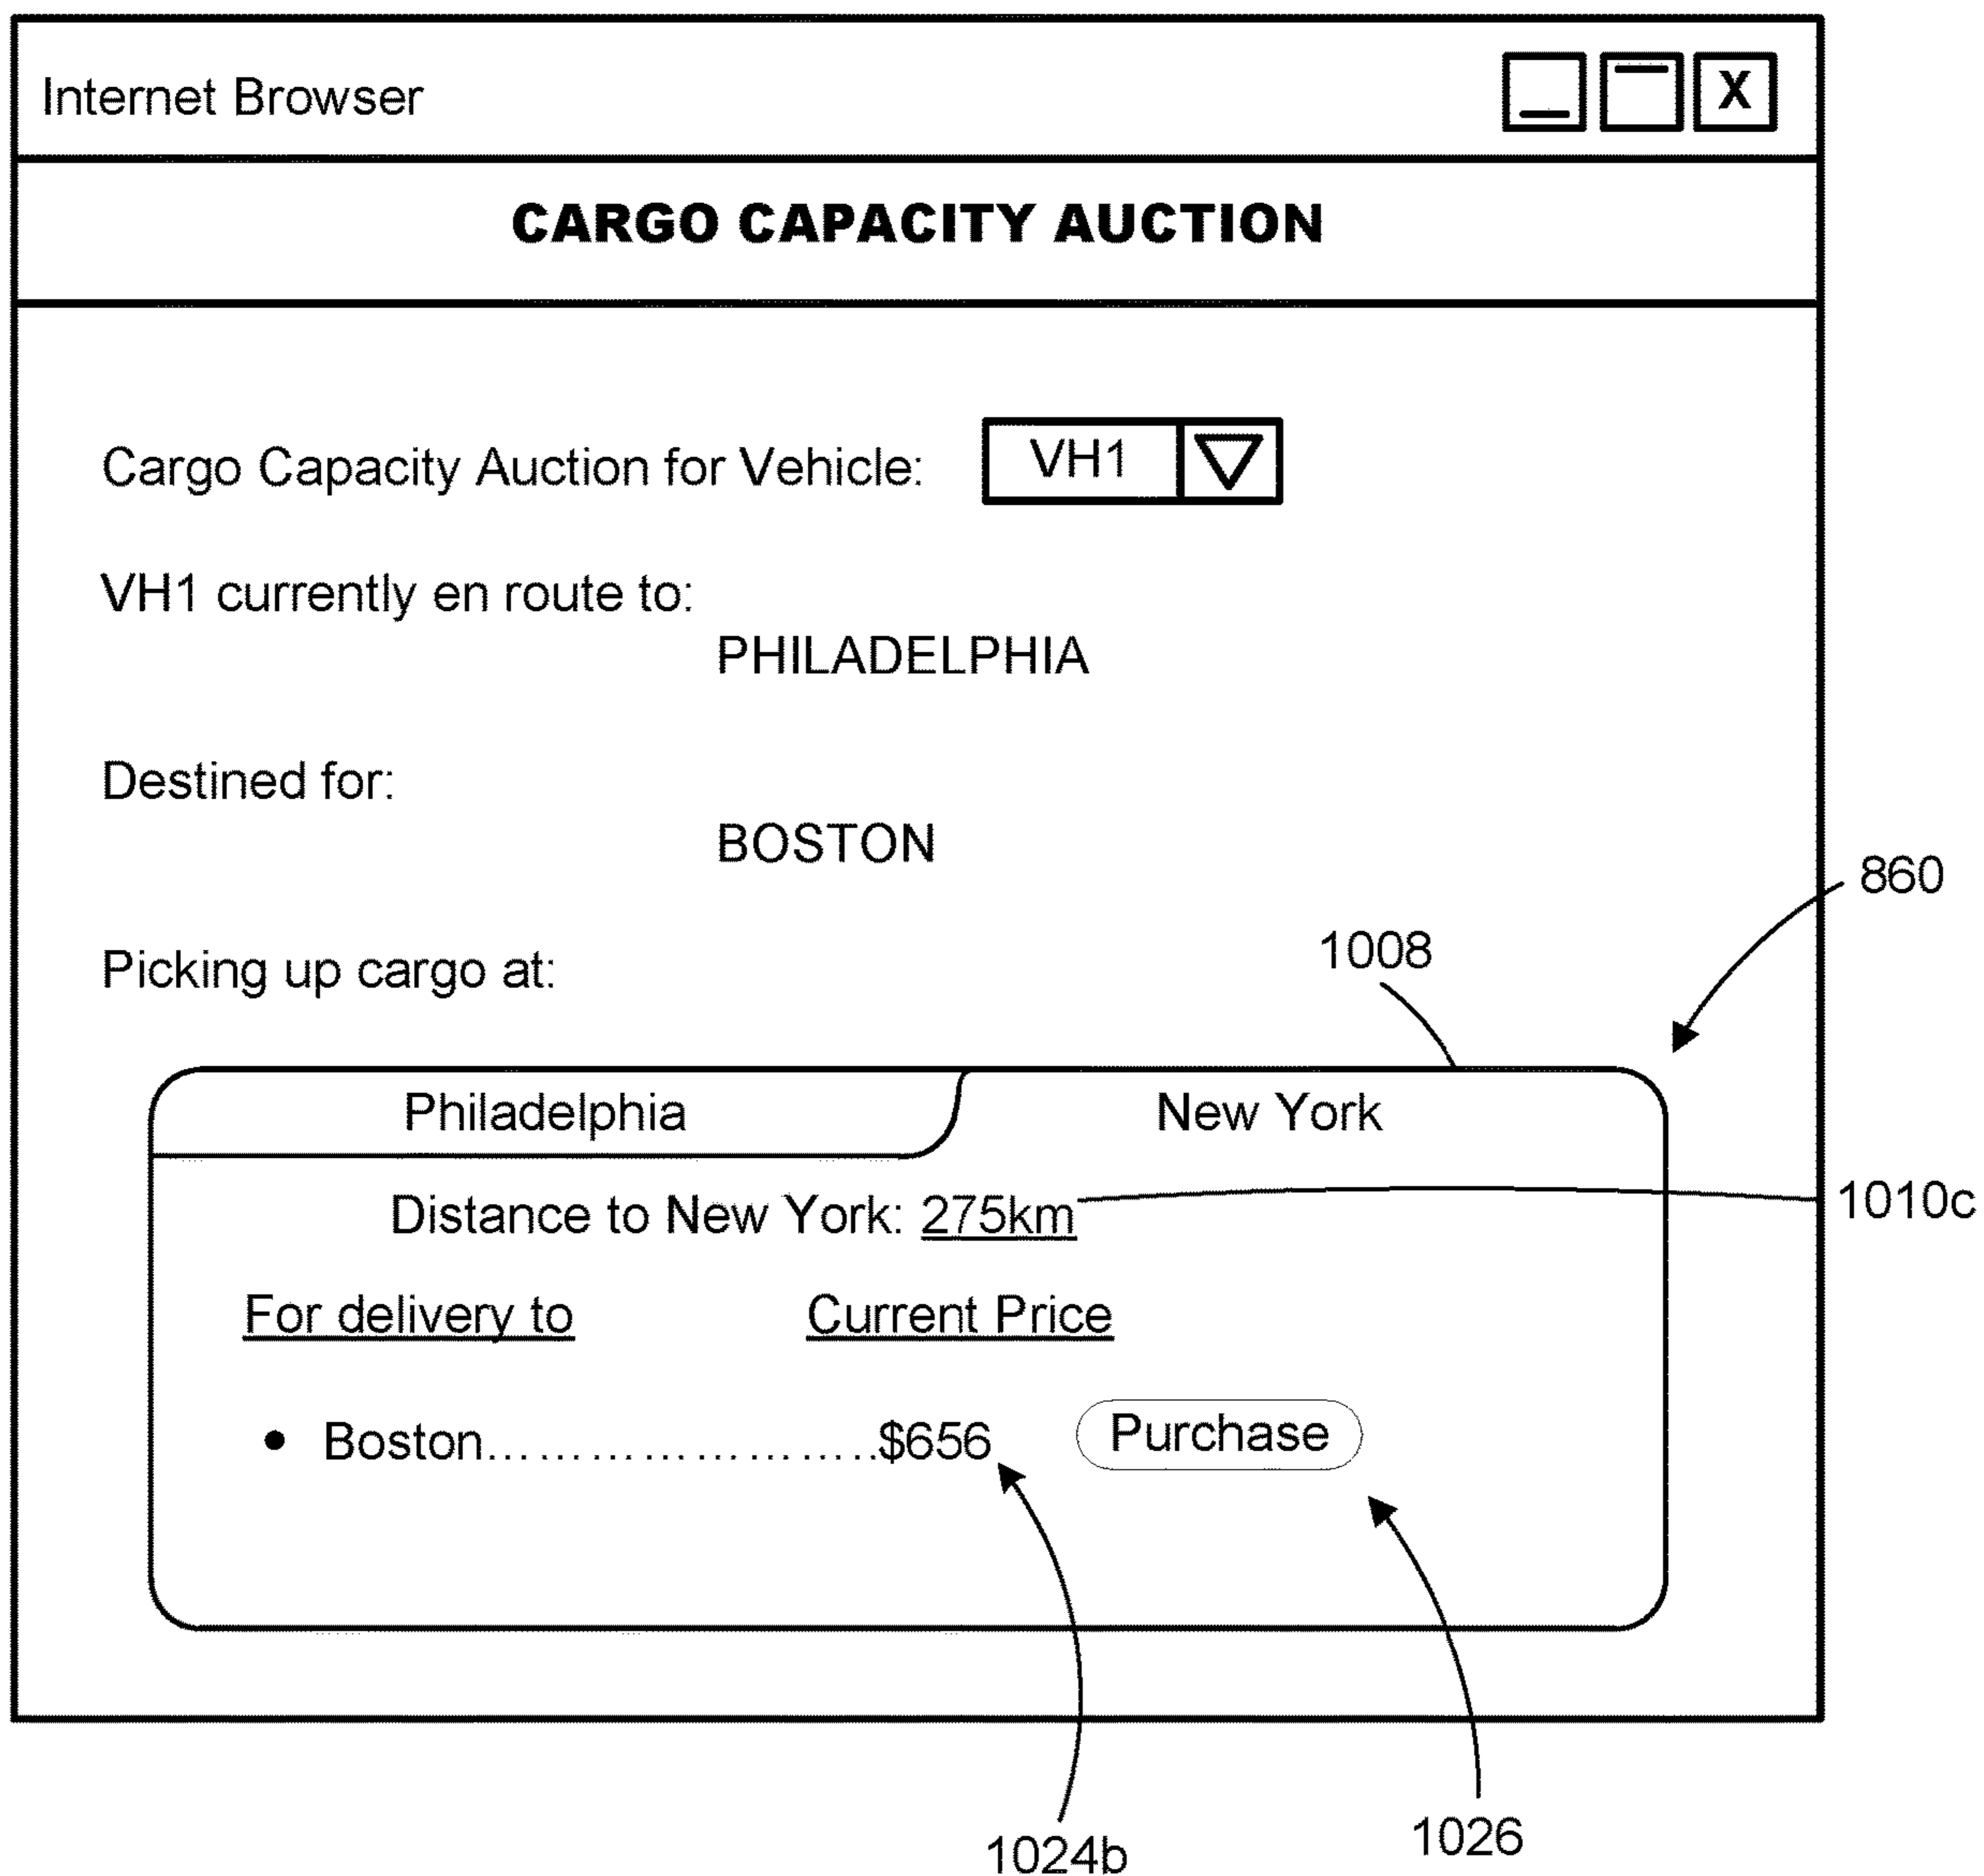 Internet Browser X
CARGO CAPACITY AUCTION
Cargo Capacity Auction for Vehicle: VH1
VH1 currently en route to:
PHILADELPHIA
Destined for:
BOSTON
860
Picking up cargo at:
1008
Philadelphia New York
Distance to New York: 275km
1010c
For delivery to Current Price
• Boston........................$656 Purchase
1024b
1026